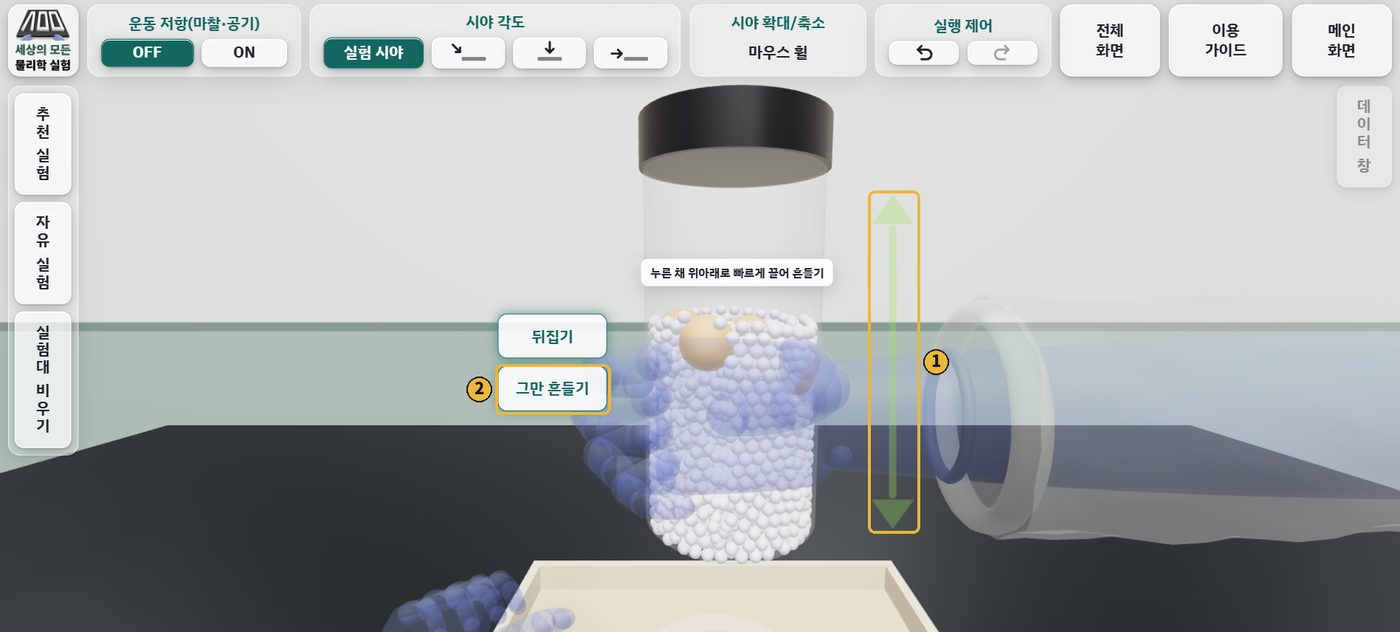 세상의 모든
물리학 실험
운동 저항(마찰·공기)
OFF
ON
시야 각도
실험 시야
시야 확대/축소
마우스 휠
실행 제어
전체
화면
이용
가이드
메인
화면
추천 실험
자유 실험
실험대 비우기
데이터 창
누른 채 위아래로 빠르게 끌어 흔들기
뒤집기
그만 흔들기
1
2